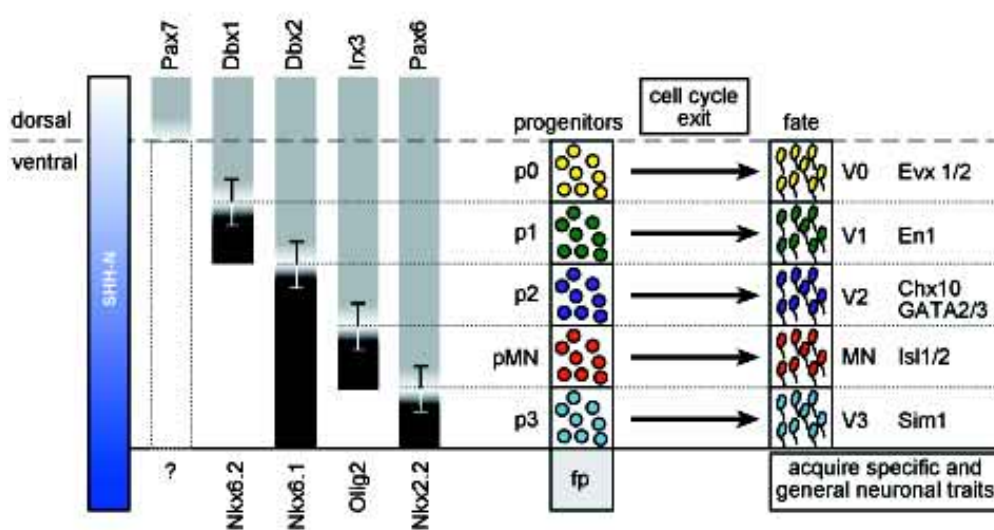 Pax7
Dbx1
Dbx2
Irx3
Pax6
dorsal
ventral
SHH-N
progenitors
cell cycle
exit
fate
p0
V0
Evx 1/2
p1
V1
En1
p2
V2
Chx10
GATA2/3
pMN
MN
Isl1/2
p3
V3
Sim1
?
Nkx6.2
Nkx6.1
Olig2
Nkx2.2
fp
acquire specific and
general neuronal traits